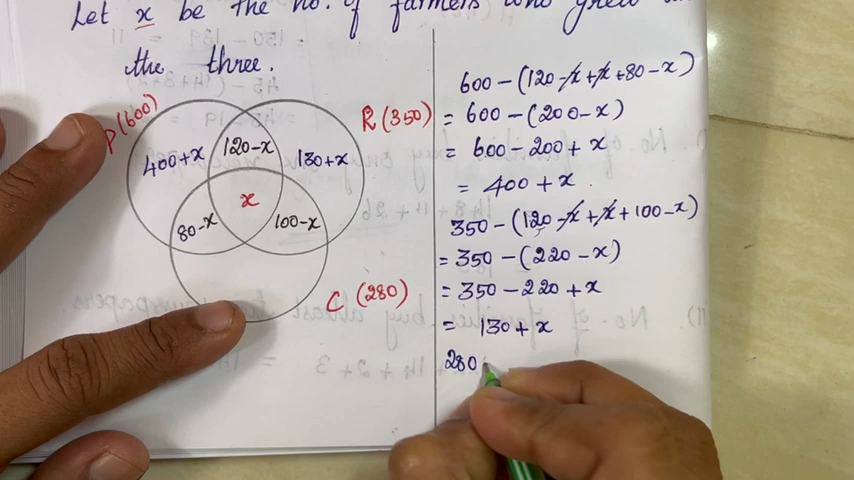 Let x be the no. of farmers who grew
the three.
P(600)
R (350)
400+x
120-x
130+x
x
80-x
100-x
C (280)
600-(120-x+x+80-x)
= 600-(200-x)
= 600-200+x
= 400+x.
350-(120-x+x+100-x)
= 350-(220-x)
= 350-220+x
= 130+x
280